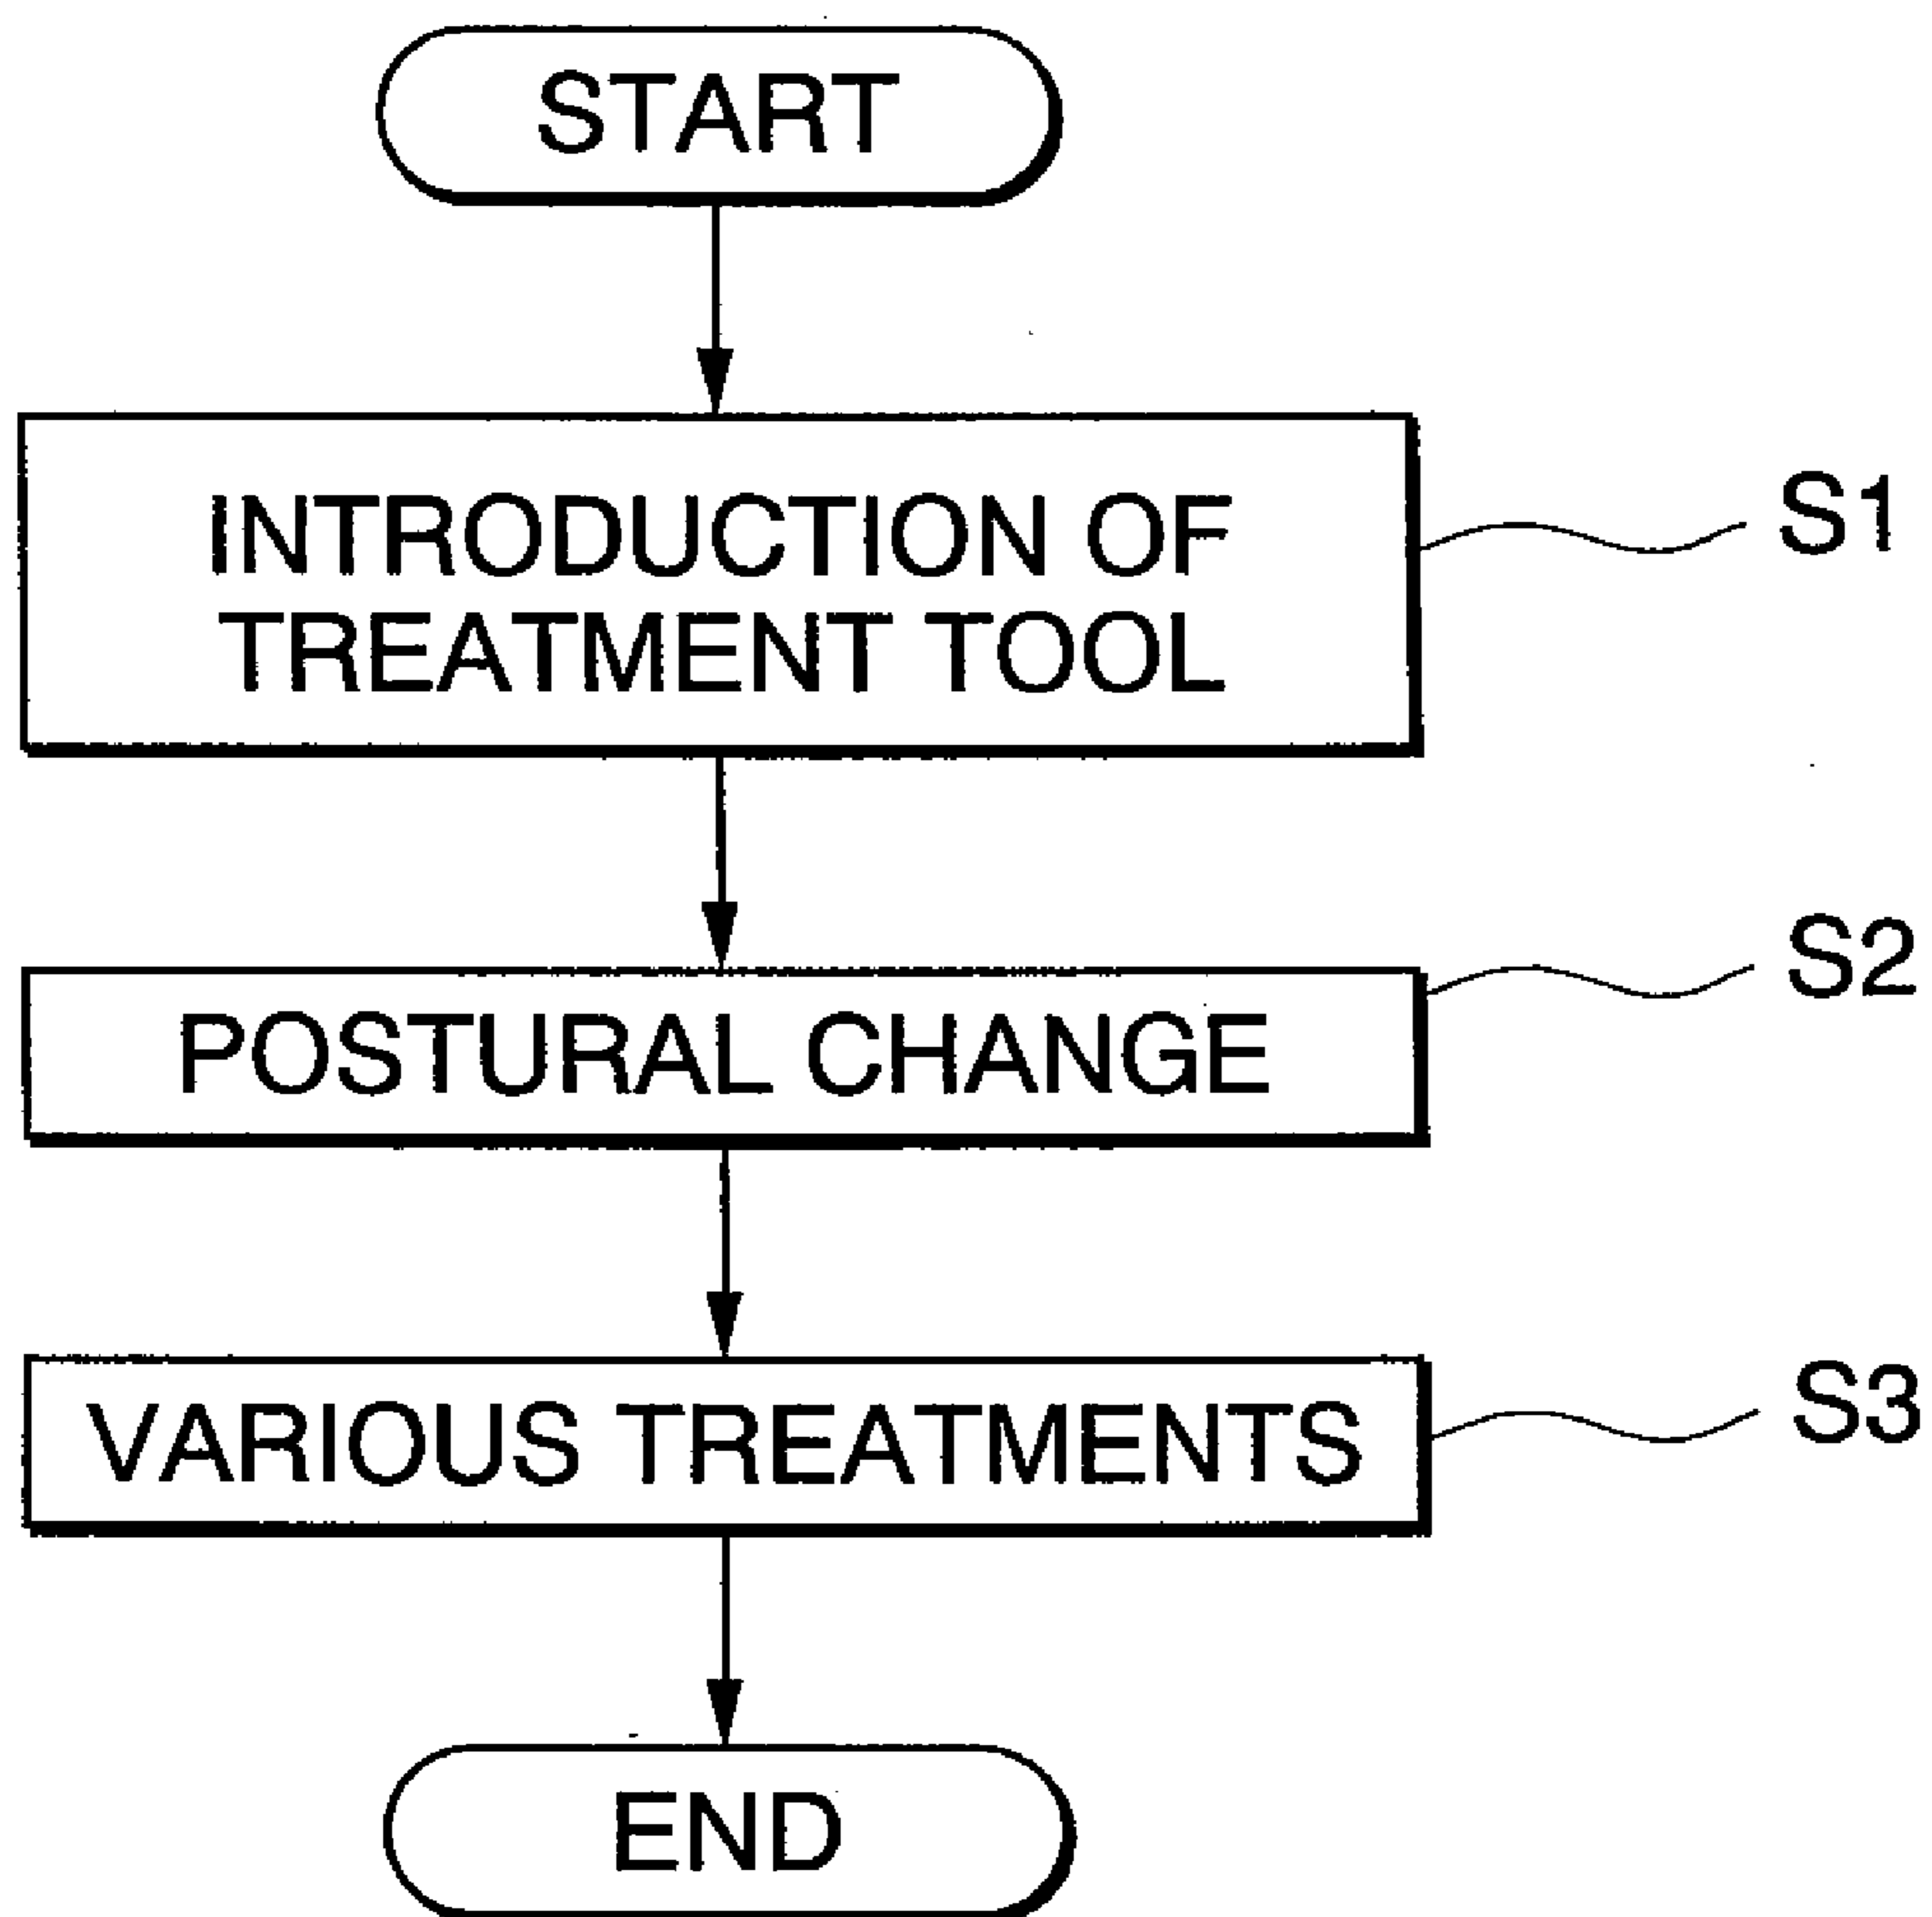 START
INTRODUCTION OF
TREATMENT TOOL
S1
POSTURAL CHANGE
S2
VARIOUS TREATMENTS
S3
END